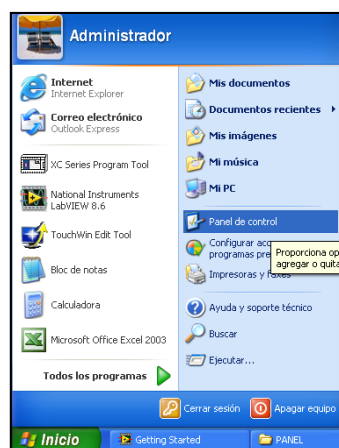 Administrador
Internet
Internet Explorer
Correo electrónico
Outlook Express
XC Series Program Tool
National Instruments
LabVIEW 8.6
TouchWin Edit Tool
Bloc de notas
Calculadora
Microsoft Office Excel 2003
Todos los programas
Mis documentos
Documentos recientes
Mis imágenes
Mi música
Mi PC
Panel de control
Configurar acc
programas pre
Proporciona op
agregar o quita
Impresoras y faxes
Ayuda y soporte técnico
Buscar
Ejecutar...
Cerrar sesión
Apagar equipo
Inicio
Getting Started
PANEL